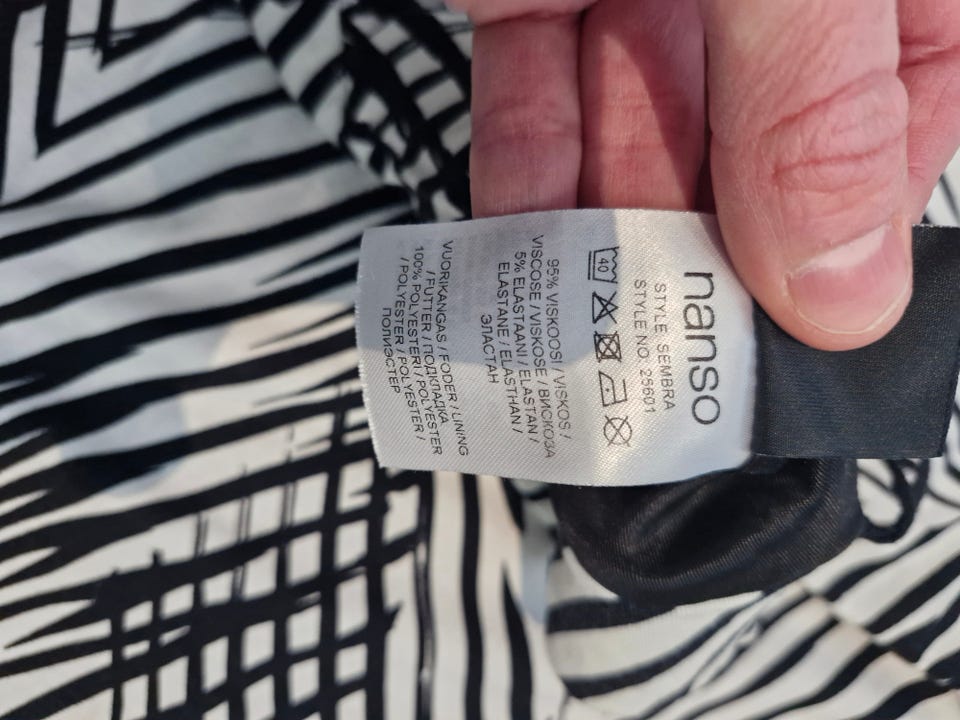 nanso
STYLE SEMBRA
STYLE NO. 25601
40
95% VISKOOSI / VISKOS /
VISCOSE / VISKOSE / ВИСКОЗА
5% ELASTAANI / ELASTAN /
ELASTANE / ELASTHAN /
ЭЛАСТАН
VUORIKANGAS / FODER / LINING
/ FUTTER / ПОДКЛАДКА
100% POLYESTERI / POLYESTER
/ POLYESTER / POLYESTER /
ПОЛИЭСТЕР